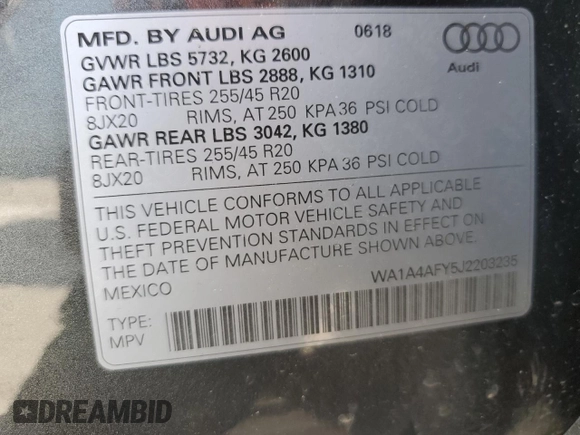 MFD. BY AUDI AG 0618
GVWR LBS 5732, KG 2600
GAWR FRONT LBS 2888, KG 1310
Audi
FRONT-TIRES 255/45 R20
8JX20 RIMS, AT 250 KPA 36 PSI COLD
GAWR REAR LBS 3042, KG 1380
REAR-TIRES 255/45 R20
8JX20 RIMS, AT 250 KPA 36 PSI COLD
THIS VEHICLE CONFORMS TO ALL APPLICABLE
U.S. FEDERAL MOTOR VEHICLE SAFETY AND
THEFT PREVENTION STANDARDS IN EFFECT ON
THE DATE OF MANUFACTURE SHOWN ABOVE.
MEXICO WA1A4AFY5J2203235
TYPE:
MPV
DREAMBID